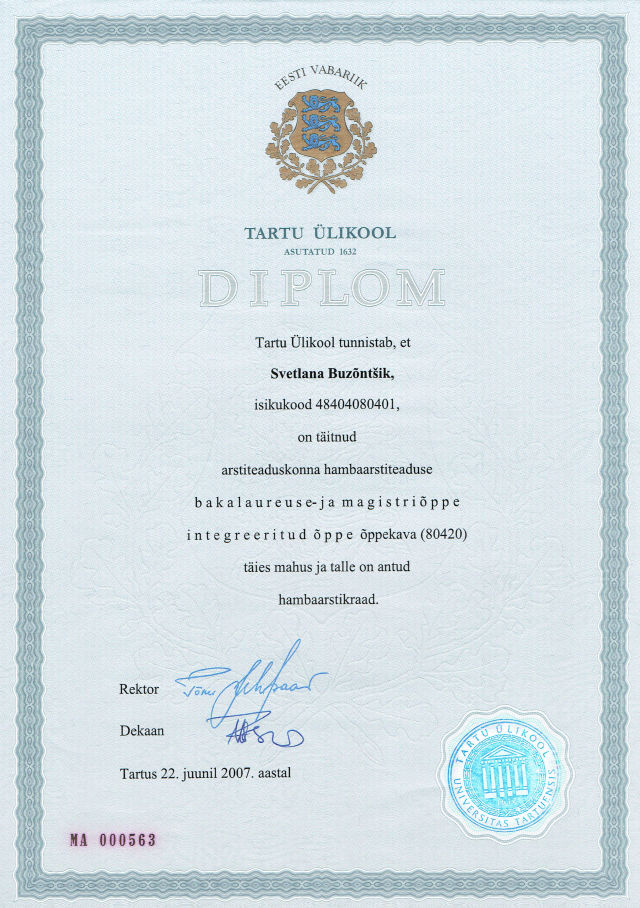 EESTI VABARIIK
TARTU ÜLIKOOL
ASUTATUD 1632
DIPLOM
Tartu Ülikool tunnistab, et
Svetlana Buzõntšik,
isikukood 48404080401,
on täitnud
arstiteaduskonna hambaarstiteaduse
bakalaureuse- ja magistriõppe
integreeritud õppe õppekava (80420)
täies mahus ja talle on antud
hambaarstikraad.
Rektor
Dekaan
Tartus 22. juunil 2007. aastal
TARTU ÜLIKOOL
UNIVERSITAS TARTUENSIS
MA 000563